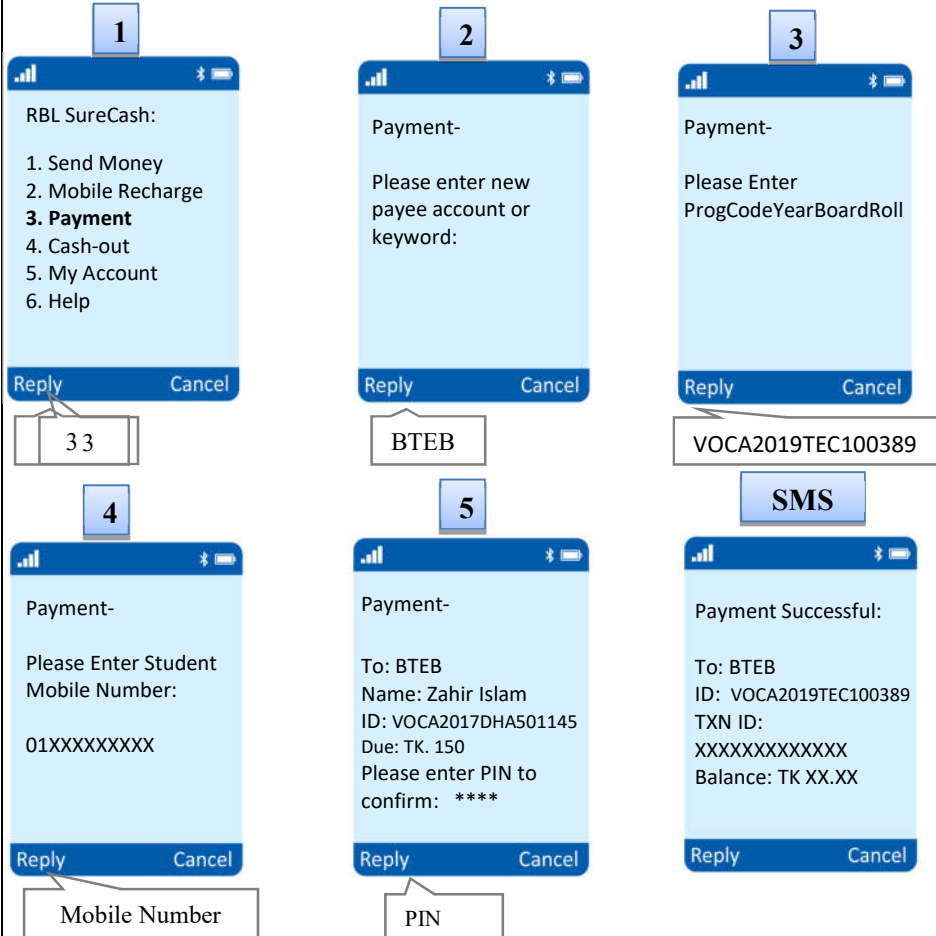 1
RBL SureCash:
1. Send Money
2. Mobile Recharge
3. Payment
4. Cash-out
5. My Account
6. Help
Reply Cancel
3 3
2
Payment-
Please enter new
payee account or
keyword:
Reply Cancel
BTEB
3
Payment-
Please Enter
ProgCodeYearBoardRoll
Reply Cancel
VOCA2019TEC100389
4
Payment-
Please Enter Student
Mobile Number:
01XXXXXXXXX
Reply Cancel
Mobile Number
5
Payment-
To: BTEB
Name: Zahir Islam
ID: VOCA2017DHA501145
Due: TK. 150
Please enter PIN to
confirm: ****
Reply Cancel
PIN
SMS
Payment Successful:
To: BTEB
ID: VOCA2019TEC100389
TXN ID:
XXXXXXXXXXXXX
Balance: TK XX.XX
Reply Cancel